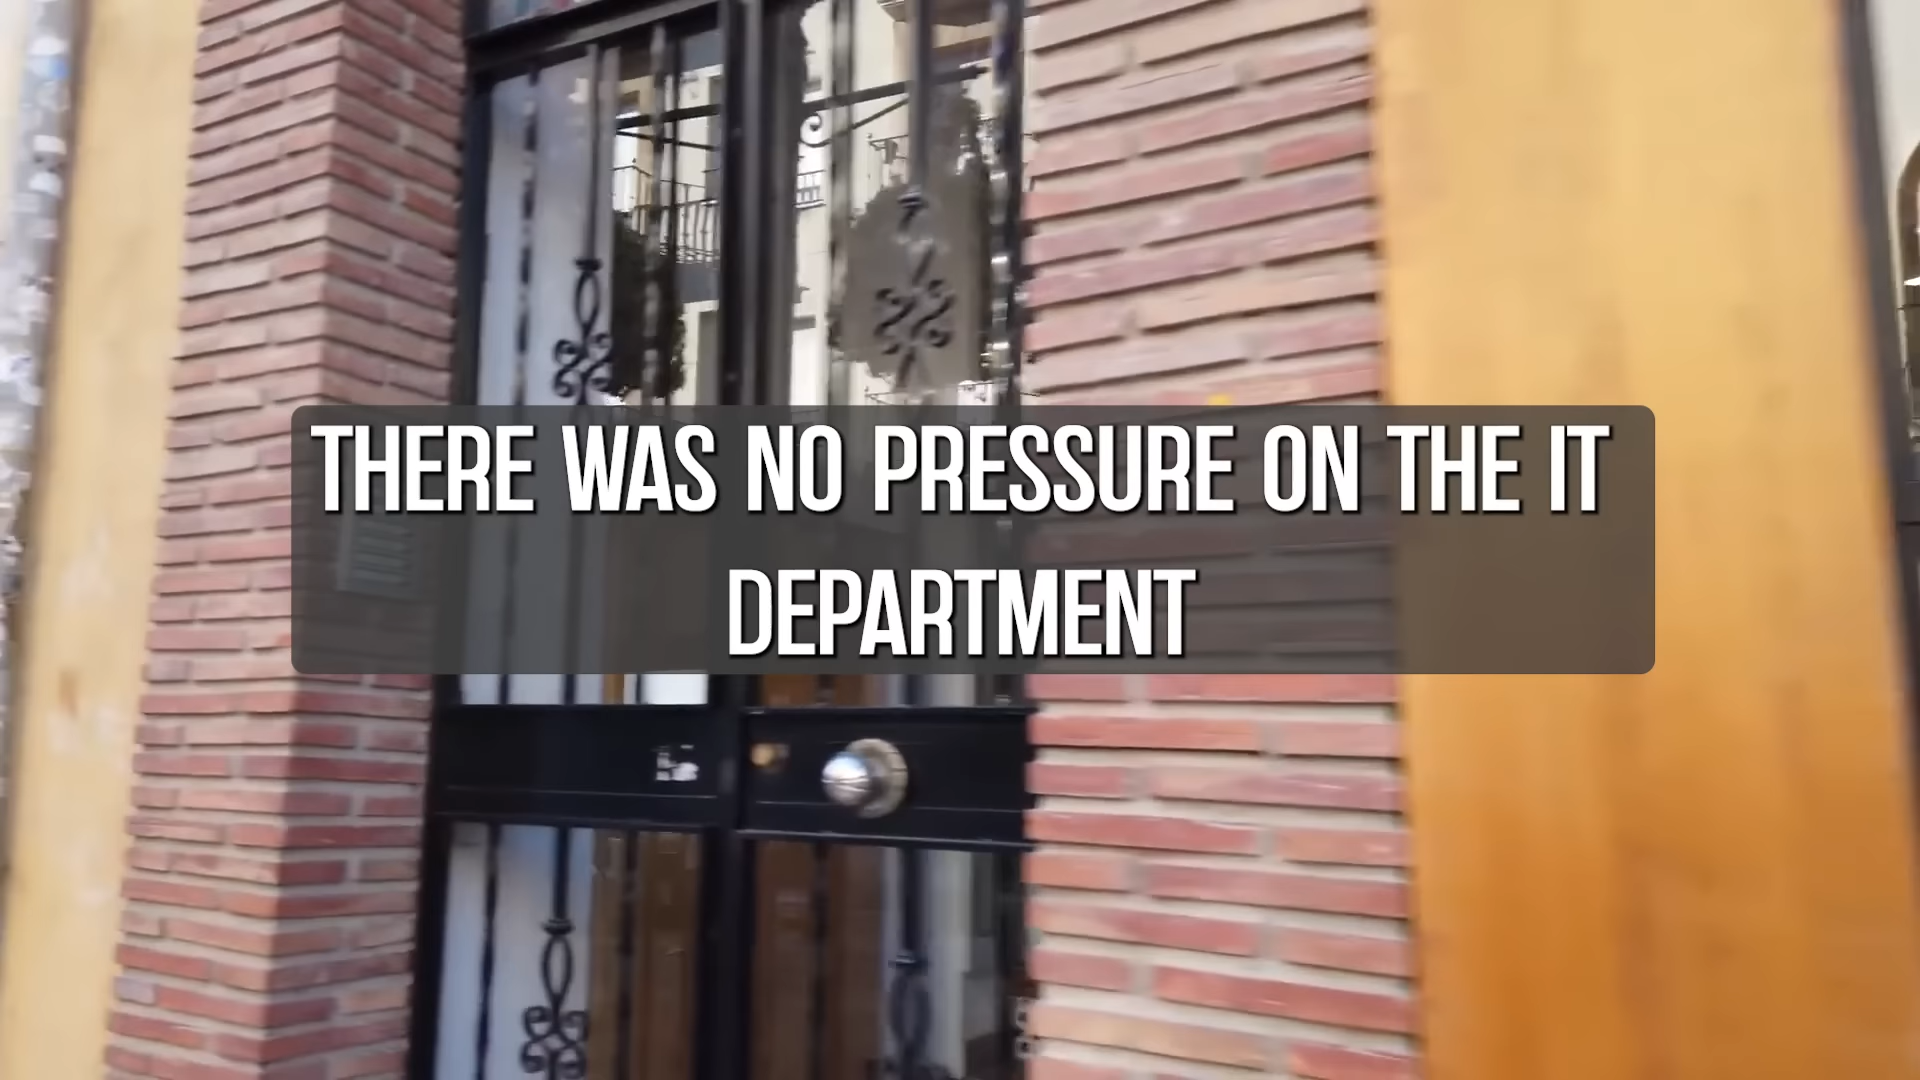 THERE WAS NO PRESSURE ON THE IT
DEPARTMENT